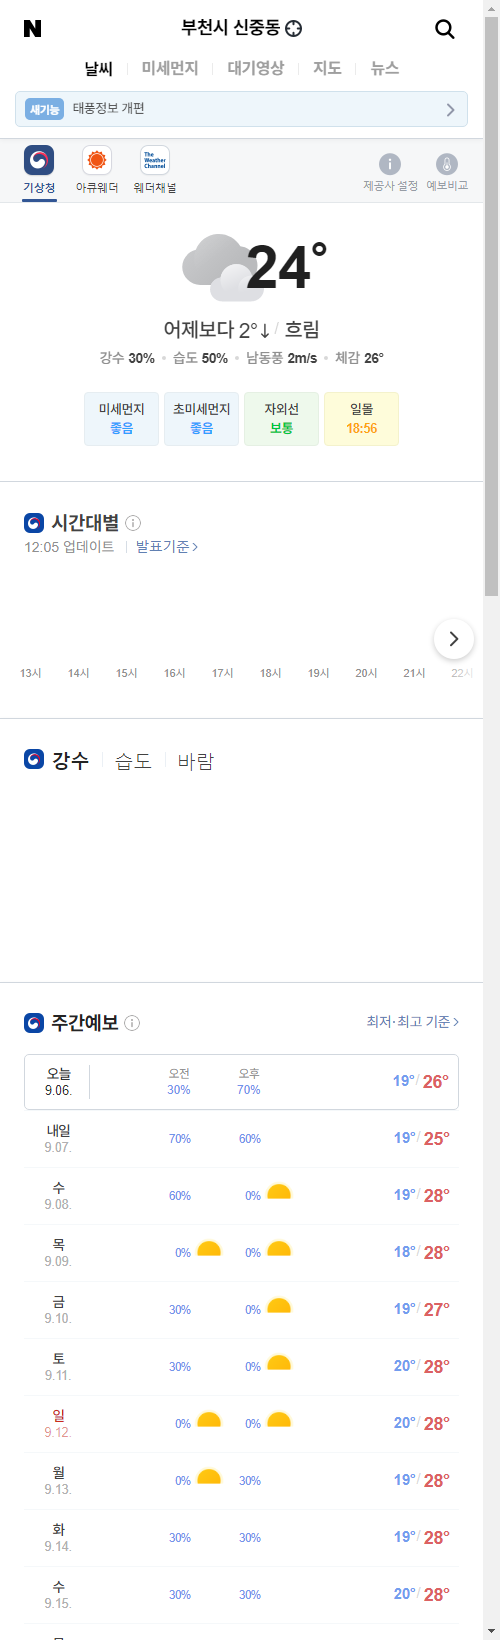 N
부천시 신중동
날씨 미세먼지 대기영상 지도 뉴스
새기능 태풍정보 개편
The
Weather
Channel
기상청 아큐웨더 웨더채널 제공사 설정 예보비교
24°
어제보다 2°↓ / 흐림
강수 30% 습도 50% 남동풍 2m/s 체감 26°
미세먼지 초미세먼지 자외선 일몰
좋음 좋음 보통 18:56
시간대별
12:05 업데이트 발표기준 >
13시 14시 15시 16시 17시 18시 19시 20시 21시 22시
강수 습도 바람
주간예보 최저·최고 기준 >
오늘 오전 오후
9.06. 30% 70% 19°/ 26°
내일
9.07. 70% 60% 19°/ 25°
수
9.08. 60% 0% 19°/ 28°
목
9.09. 0% 0% 18°/ 28°
금
9.10. 30% 0% 19°/ 27°
토
9.11. 30% 0% 20°/ 28°
일
9.12. 0% 0% 20°/ 28°
월
9.13. 0% 30% 19°/ 28°
화
9.14. 30% 30% 19°/ 28°
수
9.15. 30% 30% 20°/ 28°